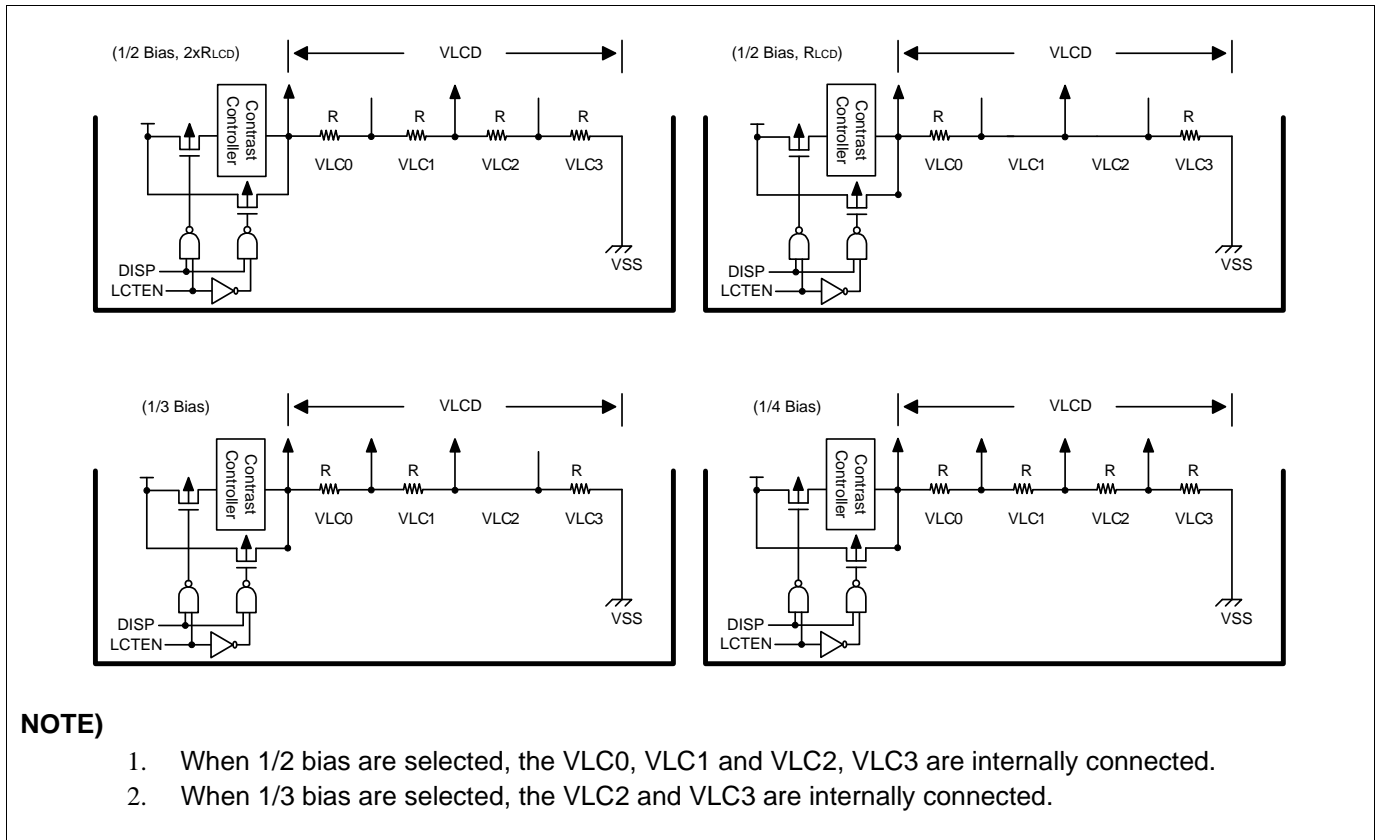 (1/2 Bias, 2xRLCD)
VLCD
Contrast
Controller
R R R R
VLC0 VLC1 VLC2 VLC3
DISP
LCTEN
VSS
(1/2 Bias, RLCD)
VLCD
Contrast
Controller
R R
VLC0 VLC1 VLC2 VLC3
DISP
LCTEN
VSS
(1/3 Bias)
VLCD
Contrast
Controller
R R R
VLC0 VLC1 VLC2 VLC3
DISP
LCTEN
VSS
(1/4 Bias)
VLCD
Contrast
Controller
R R R R
VLC0 VLC1 VLC2 VLC3
DISP
LCTEN
VSS
NOTE)
1. When 1/2 bias are selected, the VLC0, VLC1 and VLC2, VLC3 are internally connected.
2. When 1/3 bias are selected, the VLC2 and VLC3 are internally connected.